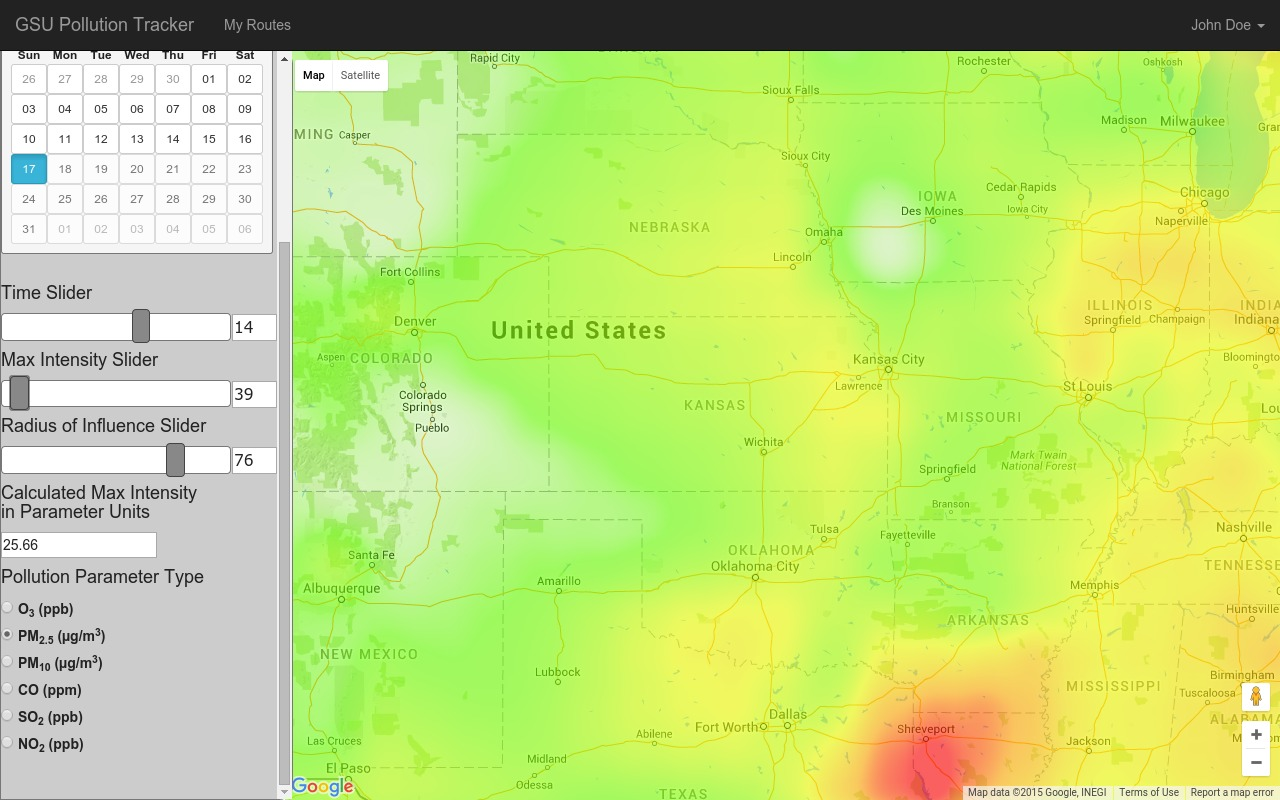 GSU Pollution Tracker My Routes John Doe
Sun Mon Tue Wed Thu Fri Sat
26 27 28 29 30 01 02
03 04 05 06 07 08 09
10 11 12 13 14 15 16
17 18 19 20 21 22 23
24 25 26 27 28 29 30
31 01 02 03 04 05 06
Time Slider
14
Max Intensity Slider
39
Radius of Influence Slider
76
Calculated Max Intensity
in Parameter Units
25.66
Pollution Parameter Type
O3 (ppb)
PM2.5 (µg/m3)
PM10 (µg/m3)
CO (ppm)
SO2 (ppb)
NO2 (ppb)
Map Satellite
Rapid City
Rochester
Oshkosh
Sioux Falls
Madison
Milwaukee
MING
Casper
Gran
Sioux City
Cedar Rapids
Chicago
IOWA
Des Moines
Iowa City
Naperville
NEBRASKA
Omaha
Lincoln
Fort Collins
ILLINOIS
INDIA
Denver
United States
Springfield
Champaign
Indiana
Aspen
COLORADO
Kansas City
Bloomingto
Lawrence
St Louis
Colorado
Springs
KANSAS
MISSOURI
Lou
Pueblo
Wichita
Mark Twain
National Forest
Springfield
Branson
Tulsa
Fayetteville
Nashville
Santa Fe
OKLAHOMA
Oklahoma City
TENNESSE
Albuquerque
Amarillo
Memphis
Huntsville
ARKANSAS
NEW MEXICO
Lubbock
Birmingham
MISSISSIPPI
Tuscaloosa
Dallas
Fort Worth
Shreveport
ALABAMA
Las Cruces
Abilene
Jackson
El Paso
Midland
Odessa
TEXAS
Google
Map data ©2015 Google, INEGI Terms of Use Report a map error